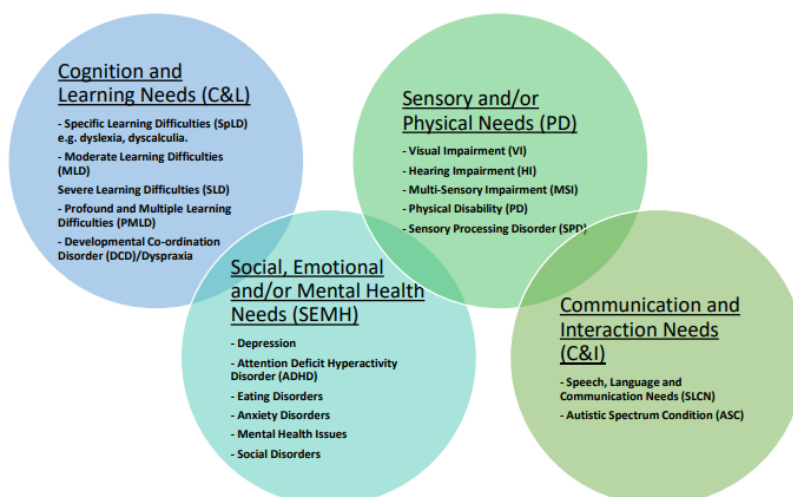 Cognition and
Learning Needs (C&L)
- Specific Learning Difficulties (SpLD)
e.g. dyslexia, dyscalculia.
- Moderate Learning Difficulties
(MLD)
Severe Learning Difficulties (SLD)
- Profound and Multiple Learning
Difficulties (PMLD)
- Developmental Co-ordination
Disorder (DCD)/Dyspraxia
Sensory and/or
Physical Needs (PD)
- Visual Impairment (VI)
- Hearing Impairment (HI)
- Multi-Sensory Impairment (MSI)
- Physical Disability (PD)
- Sensory Processing Disorder (SPD)
Social, Emotional
and/or Mental Health
Needs (SEMH)
- Depression
- Attention Deficit Hyperactivity
Disorder (ADHD)
- Eating Disorders
- Anxiety Disorders
- Mental Health Issues
- Social Disorders
Communication and
Interaction Needs
(C&I)
- Speech, Language and
Communication Needs (SLCN)
- Autistic Spectrum Condition (ASC)